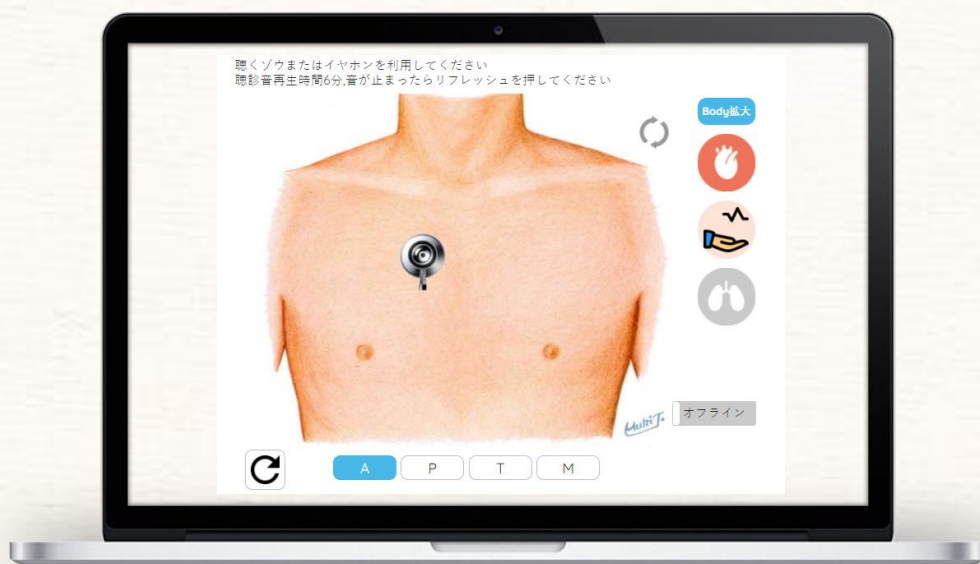 聴くゾウまたはイヤホンを利用してください
聴診音再生時間6分,音が止まったらリフレッシュを押してください
Body拡大
オフライン
A P T M